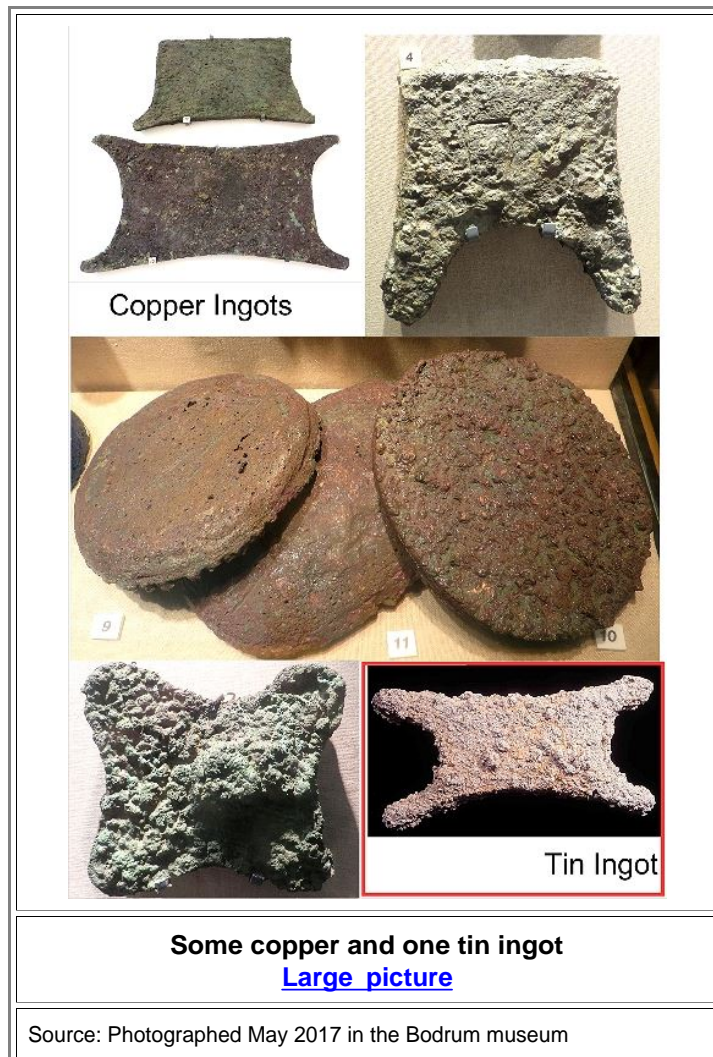 4
Copper Ingots
9
11
10
Tin Ingot
Some copper and one tin ingot
Large picture
Source: Photographed May 2017 in the Bodrum museum